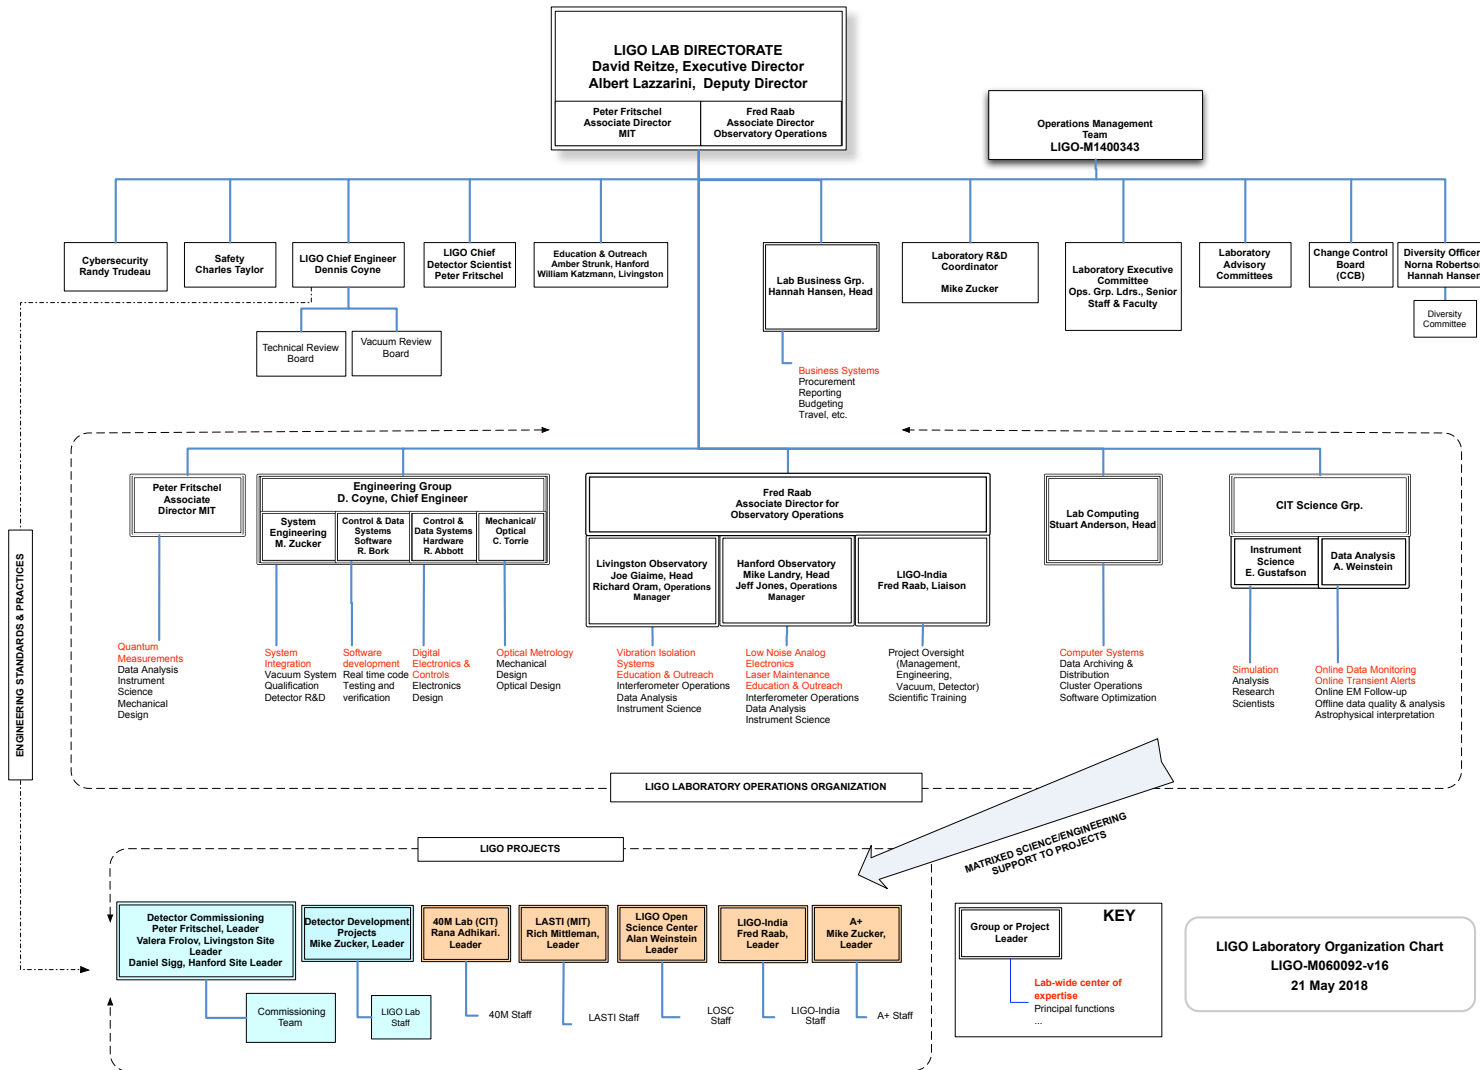 LIGO LAB DIRECTORATE
David Reitze, Executive Director
Albert Lazzarini, Deputy Director
Peter Fritschel
Associate Director
MIT
Fred Raab
Associate Director
Observatory Operations
Operations Management
Team
LIGO-M1400343
Cybersecurity
Randy Trudeau
Safety
Charles Taylor
LIGO Chief Engineer
Dennis Coyne
LIGO Chief
Detector Scientist
Peter Fritschel
Education & Outreach
Amber Strunk, Hanford
William Katzmann, Livingston
Lab Business Grp.
Hannah Hansen, Head
Laboratory R&D
Coordinator
Mike Zucker
Laboratory Executive
Committee
Ops. Grp. Ldrs., Senior
Staff & Faculty
Laboratory
Advisory
Committees
Change Control
Board
(CCB)
Diversity Officers
Norna Robertson
Hannah Hansen
Technical Review
Board
Vacuum Review
Board
Diversity
Committee
Business Systems
Procurement
Reporting
Budgeting
Travel, etc.
ENGINEERING STANDARDS & PRACTICES
Peter Fritschel
Associate
Director MIT
Engineering Group
D. Coyne, Chief Engineer
System
Engineering
M. Zucker
Control & Data
Systems
Software
R. Bork
Control &
Data Systems
Hardware
R. Abbott
Mechanical/
Optical
C. Torrie
Fred Raab
Associate Director for
Observatory Operations
Livingston Observatory
Joe Giaime, Head
Richard Oram, Operations
Manager
Hanford Observatory
Mike Landry, Head
Jeff Jones, Operations
Manager
LIGO-India
Fred Raab, Liaison
Lab Computing
Stuart Anderson, Head
CIT Science Grp.
Instrument
Science
E. Gustafson
Data Analysis
A. Weinstein
Quantum
Measurements
Data Analysis
Instrument
Science
Mechanical
Design
System
Integration
Vacuum System
Qualification
Detector R&D
Software
development
Real time code
Testing and
verification
Digital
Electronics &
Controls
Electronics
Design
Optical Metrology
Mechanical
Design
Optical Design
Vibration Isolation
Systems
Education & Outreach
Interferometer Operations
Data Analysis
Instrument Science
Low Noise Analog
Electronics
Laser Maintenance
Education & Outreach
Interferometer Operations
Data Analysis
Instrument Science
Project Oversight
(Management,
Engineering,
Vacuum, Detector)
Scientific Training
Computer Systems
Data Archiving &
Distribution
Cluster Operations
Software Optimization
Simulation
Analysis
Research
Scientists
Online Data Monitoring
Online Transient Alerts
Online EM Follow-up
Offline data quality & analysis
Astrophysical interpretation
LIGO LABORATORY OPERATIONS ORGANIZATION
MATRIXED SCIENCE/ENGINEERING
SUPPORT TO PROJECTS
LIGO PROJECTS
Detector Commissioning
Peter Fritschel, Leader
Valera Frolov, Livingston Site
Leader
Daniel Sigg, Hanford Site Leader
Detector Development
Projects
Mike Zucker, Leader
40M Lab (CIT)
Rana Adhikari.
Leader
LASTI (MIT)
Rich Mittleman,
Leader
LIGO Open
Science Center
Alan Weinstein
Leader
LIGO-India
Fred Raab,
Leader
A+
Mike Zucker,
Leader
Commissioning
Team
LIGO Lab
Staff
40M Staff
LASTI Staff
LOSC
Staff
LIGO-India
Staff
A+ Staff
KEY
Group or Project
Leader
Lab-wide center of
expertise
Principal functions
...
LIGO Laboratory Organization Chart
LIGO-M060092-v16
21 May 2018